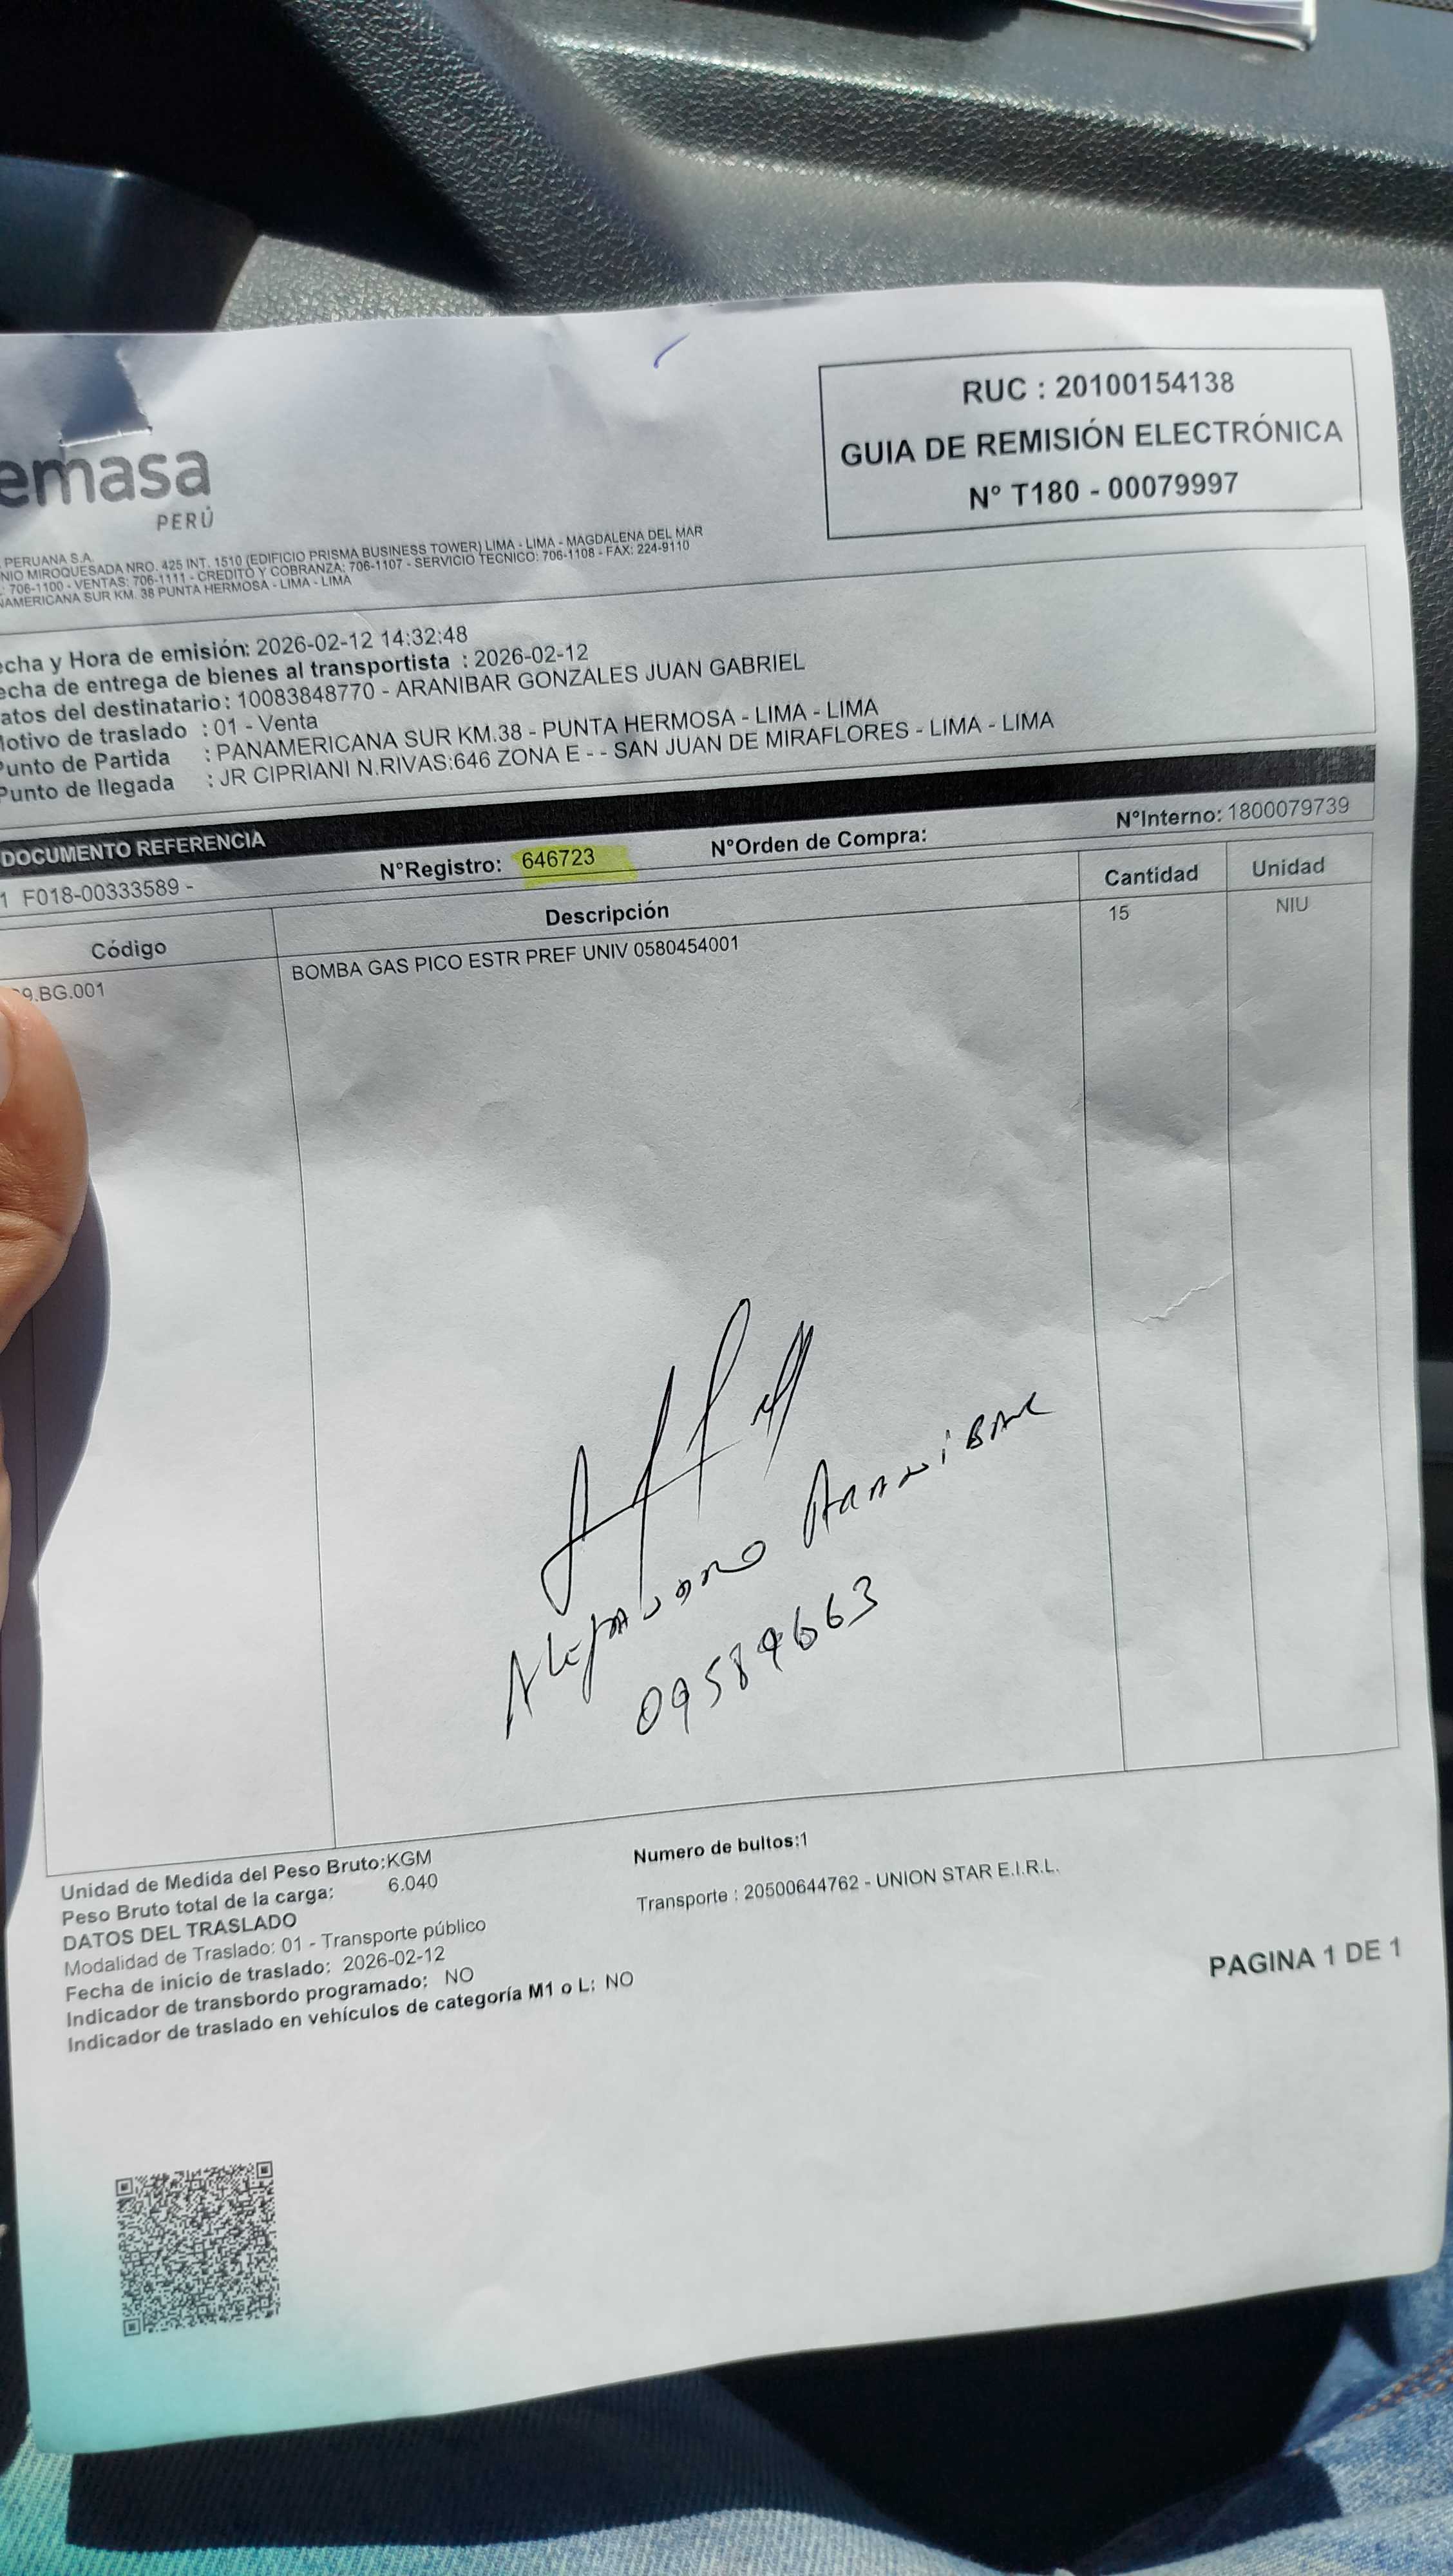 RUC : 20100154138
GUIA DE REMISIÓN ELECTRÓNICA
N° T180 - 00079997
emasa
PERÚ
PERUANA S.A.
NIO MIROQUESADA NRO. 425 INT. 1510 (EDIFICIO PRISMA BUSINESS TOWER) LIMA - LIMA - MAGDALENA DEL MAR
: 706-1100 - VENTAS: 706-1111 - CREDITO Y COBRANZA: 706-1107 - SERVICIO TECNICO: 706-1108 - FAX: 224-9110
NAMERICANA SUR KM. 38 PUNTA HERMOSA - LIMA - LIMA
echa y Hora de emisión: 2026-02-12 14:32:48
echa de entrega de bienes al transportista : 2026-02-12
atos del destinatario : 10083848770 - ARANIBAR GONZALES JUAN GABRIEL
Motivo de traslado : 01 - Venta
Punto de Partida : PANAMERICANA SUR KM.38 - PUNTA HERMOSA - LIMA - LIMA
Punto de llegada : JR CIPRIANI N.RIVAS:646 ZONA E - - SAN JUAN DE MIRAFLORES - LIMA - LIMA
DOCUMENTO REFERENCIA
1 F018-00333589 - N°Registro: 646723 N°Orden de Compra: N°Interno: 1800079739
Código Descripción Cantidad Unidad
9.BG.001 BOMBA GAS PICO ESTR PREF UNIV 0580454001 15 NIU
Alejandro Aranibar
09589663
Unidad de Medida del Peso Bruto:KGM Numero de bultos:1
Peso Bruto total de la carga: 6.040 Transporte : 20500644762 - UNION STAR E.I.R.L.
DATOS DEL TRASLADO
Modalidad de Traslado: 01 - Transporte público
Fecha de inicio de traslado: 2026-02-12
Indicador de transbordo programado: NO
Indicador de traslado en vehículos de categoría M1 o L: NO
PAGINA 1 DE 1